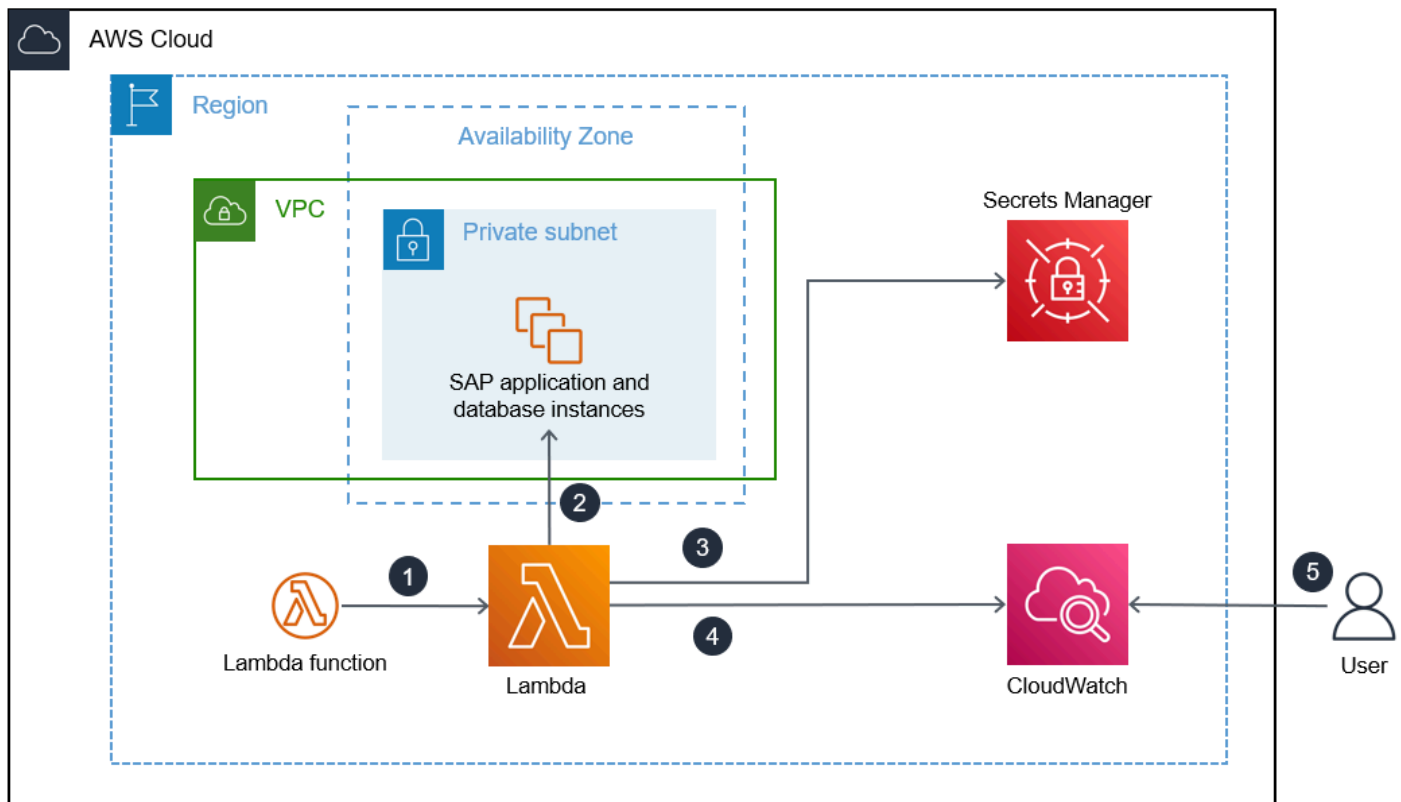 AWS Cloud
Region
Availability Zone
VPC
Private subnet
Secrets Manager
SAP application and
database instances
2
3
1
5
4
Lambda function
Lambda
CloudWatch
User